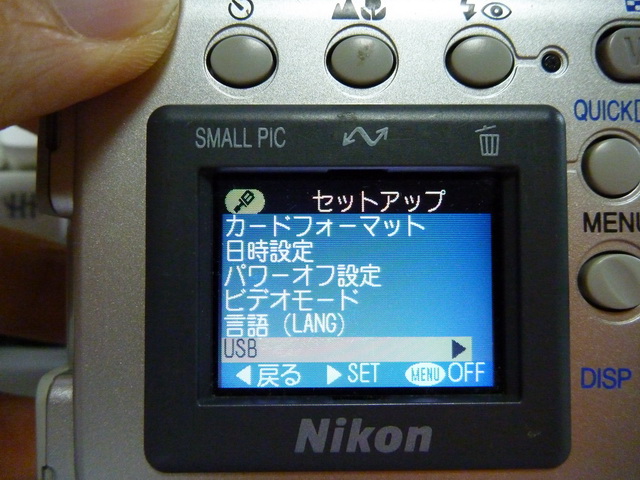 QUICK
SMALL PIC
セットアップ
カードフォーマット
日時設定
パワーオフ設定
ビデオモード
言語 (LANG)
USB
◀戻る ▶SET MENU OFF
MENU
DISP
Nikon